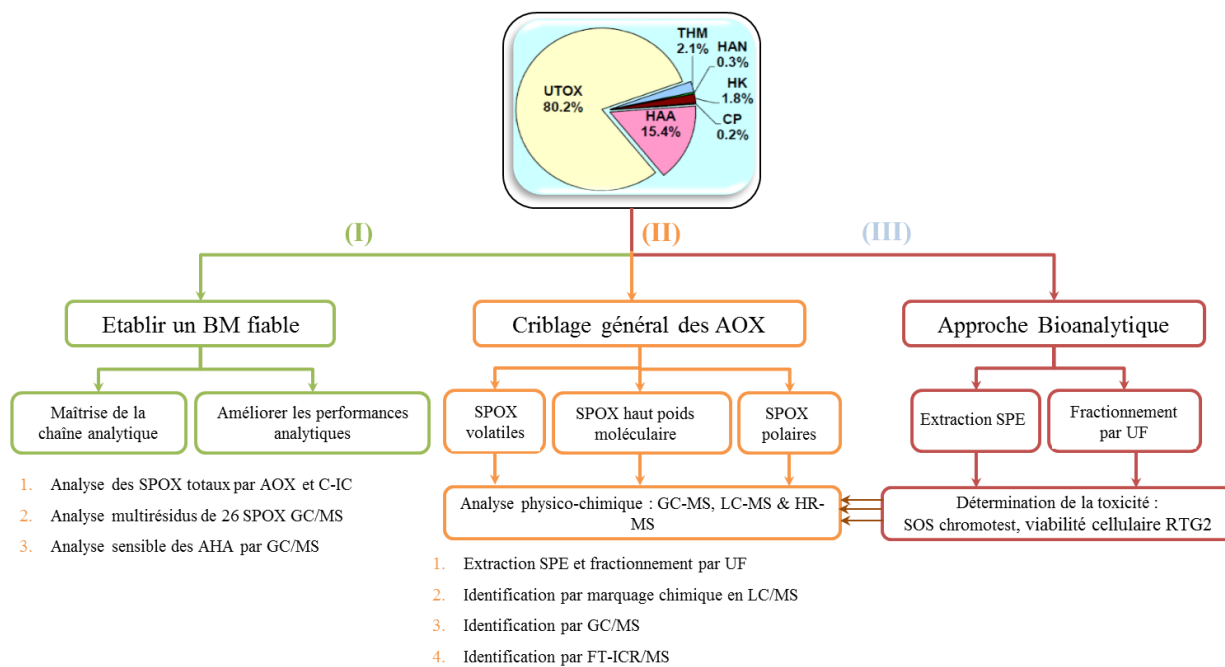 THM
2.1%
HAN
0.3%
UTOX
80.2%
HK
1.8%
HAA
15.4%
CP
0.2%
(I)
(II)
(III)
Etablir un BM fiable
Criblage général des AOX
Approche Bioanalytique
Maîtrise de la
chaîne analytique
Améliorer les performances
analytiques
SPOX
volatiles
SPOX haut poids
moléculaire
SPOX
polaires
Extraction SPE
Fractionnement
par UF
1. Analyse des SPOX totaux par AOX et C-IC
2. Analyse multirésidus de 26 SPOX GC/MS
3. Analyse sensible des AHA par GC/MS
Analyse physico-chimique : GC-MS, LC-MS & HR-
MS
Détermination de la toxicité :
SOS chromotest, viabilité cellulaire RTG2
1. Extraction SPE et fractionnement par UF
2. Identification par marquage chimique en LC/MS
3. Identification par GC/MS
4. Identification par FT-ICR/MS